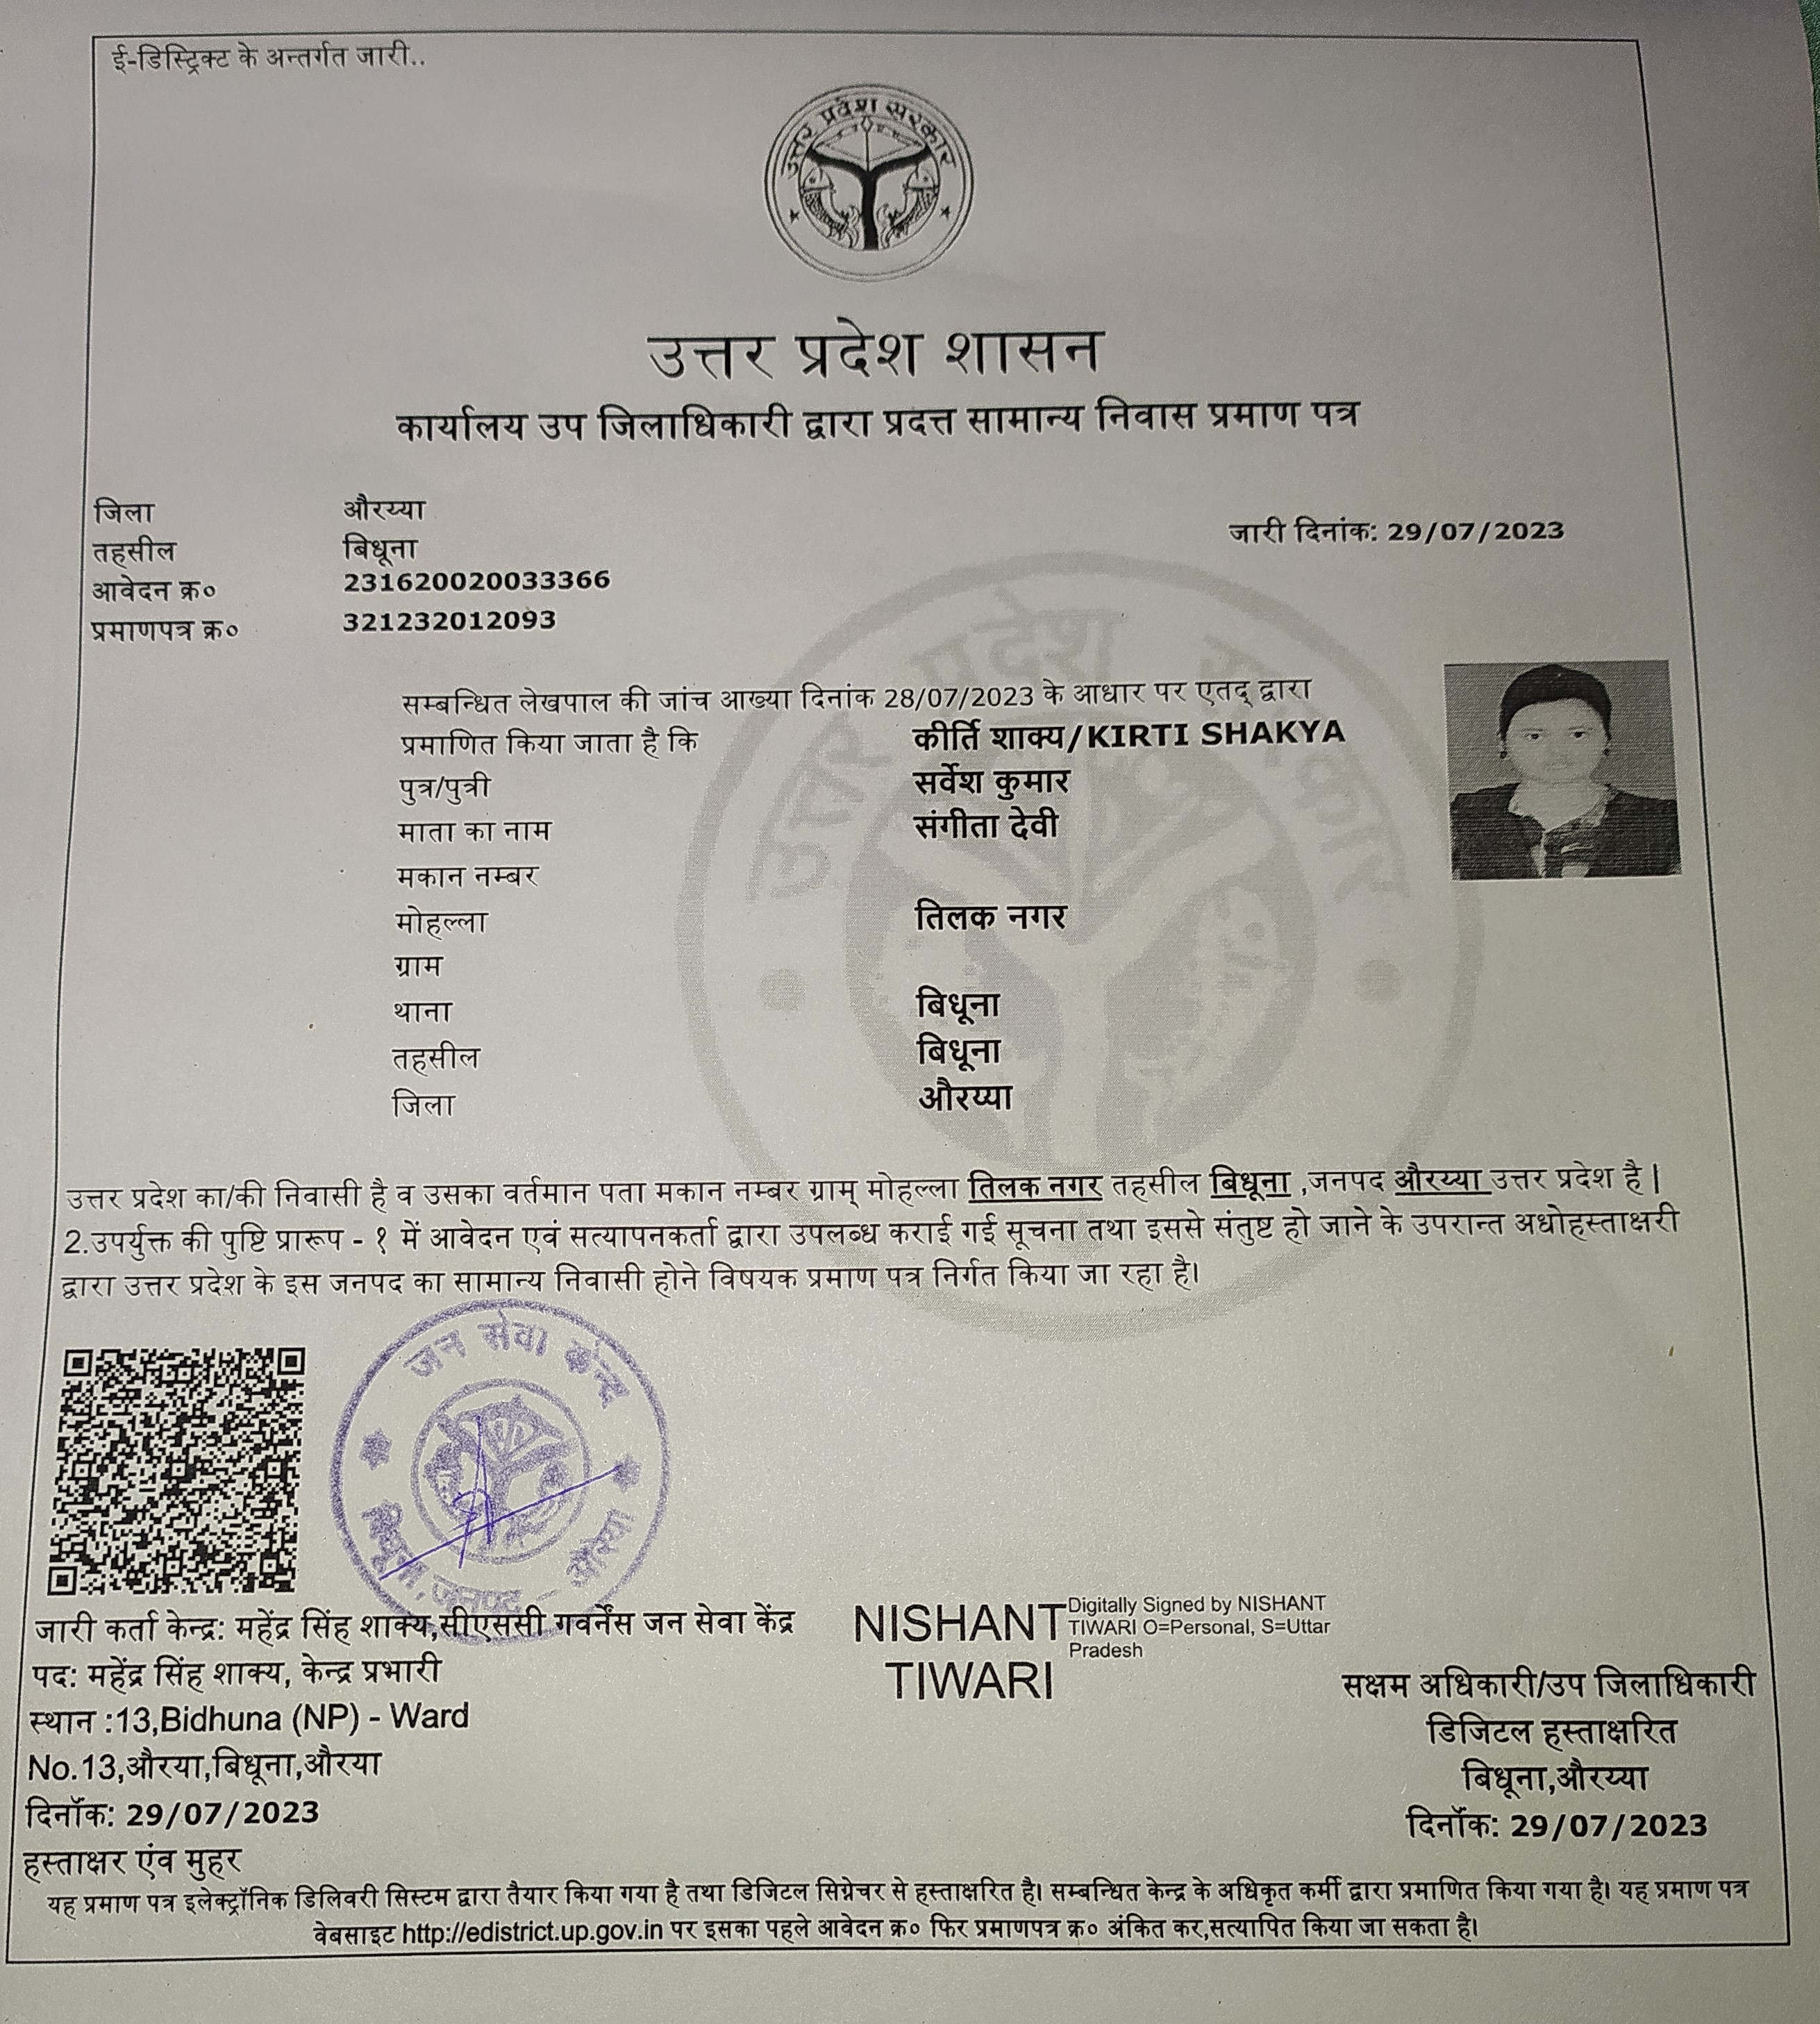 ई-डिस्ट्रिक्ट के अन्तर्गत जारी..
उत्तर प्रदेश सरकार
उत्तर प्रदेश शासन
कार्यालय उप जिलाधिकारी द्वारा प्रदत्त सामान्य निवास प्रमाण पत्र
जिला औरय्या
तहसील बिधूना
जारी दिनांक: 29/07/2023
आवेदन क्र० 231620020033366
प्रमाणपत्र क्र० 321232012093
सम्बन्धित लेखपाल की जांच आख्या दिनांक 28/07/2023 के आधार पर एतद् द्वारा
प्रमाणित किया जाता है कि कीर्ति शाक्य/KIRTI SHAKYA
पुत्र/पुत्री सर्वेश कुमार
माता का नाम संगीता देवी
मकान नम्बर
मोहल्ला तिलक नगर
ग्राम
थाना बिधूना
तहसील बिधूना
जिला औरय्या
उत्तर प्रदेश सरकार
उत्तर प्रदेश का/की निवासी है व उसका वर्तमान पता मकान नम्बर ग्राम् मोहल्ला तिलक नगर तहसील बिधूना ,जनपद औरय्या उत्तर प्रदेश है |
2.उपर्युक्त की पुष्टि प्रारूप - १ में आवेदन एवं सत्यापनकर्ता द्वारा उपलब्ध कराई गई सूचना तथा इससे संतुष्ट हो जाने के उपरान्त अधोहस्ताक्षरी
द्वारा उत्तर प्रदेश के इस जनपद का सामान्य निवासी होने विषयक प्रमाण पत्र निर्गत किया जा रहा है।
जन सेवा केन्द्र
जनपद -
जारी कर्ता केन्द्र: महेंद्र सिंह शाक्य,सीएससी गवर्नेंस जन सेवा केंद्र
पद: महेंद्र सिंह शाक्य, केन्द्र प्रभारी
स्थान :13,Bidhuna (NP) - Ward
No.13,औरया,बिधूना,औरया
दिनॉक: 29/07/2023
हस्ताक्षर एंव मुहर
NISHANT
TIWARI
Digitally Signed by NISHANT
TIWARI O=Personal, S=Uttar
Pradesh
सक्षम अधिकारी/उप जिलाधिकारी
डिजिटल हस्ताक्षरित
बिधूना,औरय्या
दिनॉक: 29/07/2023
यह प्रमाण पत्र इलेक्ट्रॉनिक डिलिवरी सिस्टम द्वारा तैयार किया गया है तथा डिजिटल सिग्नेचर से हस्ताक्षरित है। सम्बन्धित केन्द्र के अधिकृत कर्मी द्वारा प्रमाणित किया गया है। यह प्रमाण पत्र
वेबसाइट http://edistrict.up.gov.in पर इसका पहले आवेदन क्र० फिर प्रमाणपत्र क्र० अंकित कर,सत्यापित किया जा सकता है।